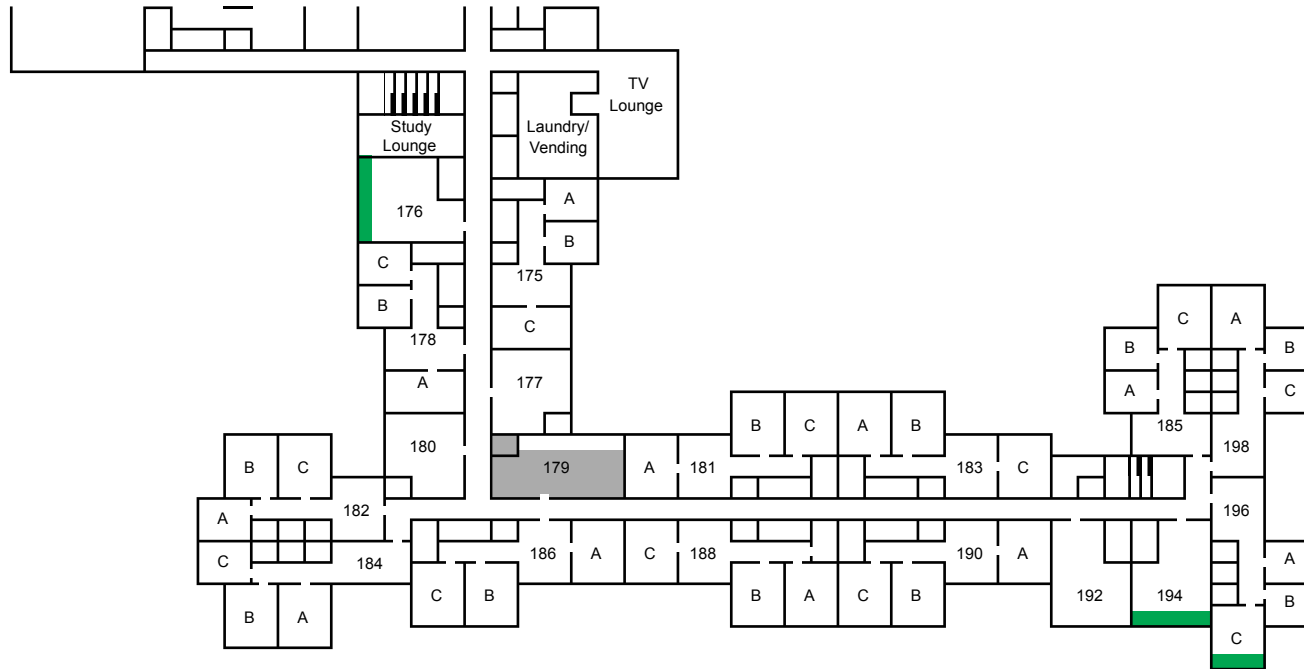 TV
Lounge
Study
Lounge
Laundry/
Vending
A
176
B
C
175
B
C
178
A
177
C
A
B
B
A
C
185
180
198
B
C
A
B
B
C
179
A
181
183
C
182
A
196
C
184
186
A
C
188
190
A
A
C
B
B
A
C
B
192
194
B
B
A
C